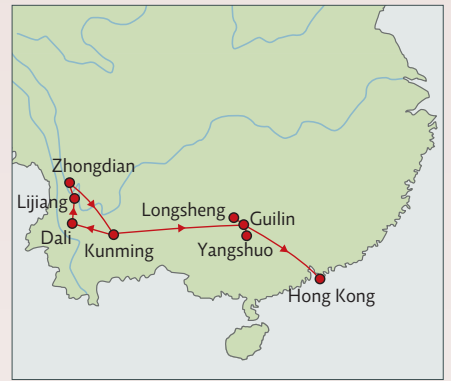 Zhongdian
Lijiang
Longsheng
Guilin
Dali
Kunming
Yangshuo
Hong Kong